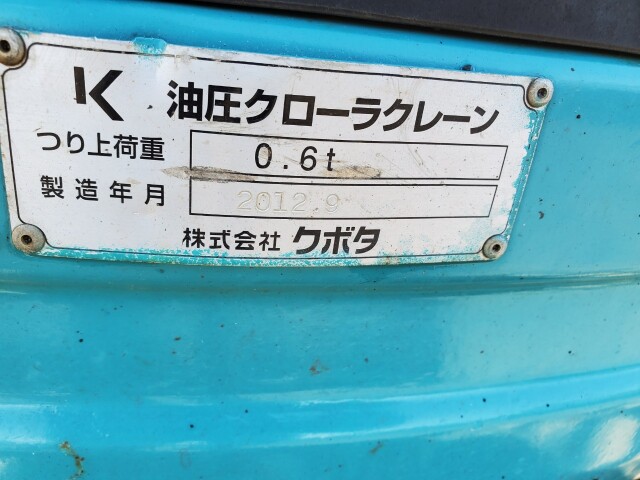 K 油圧クローラクレーン
つり上荷重 0.6t
製造年月 2012.9
株式会社 クボタ